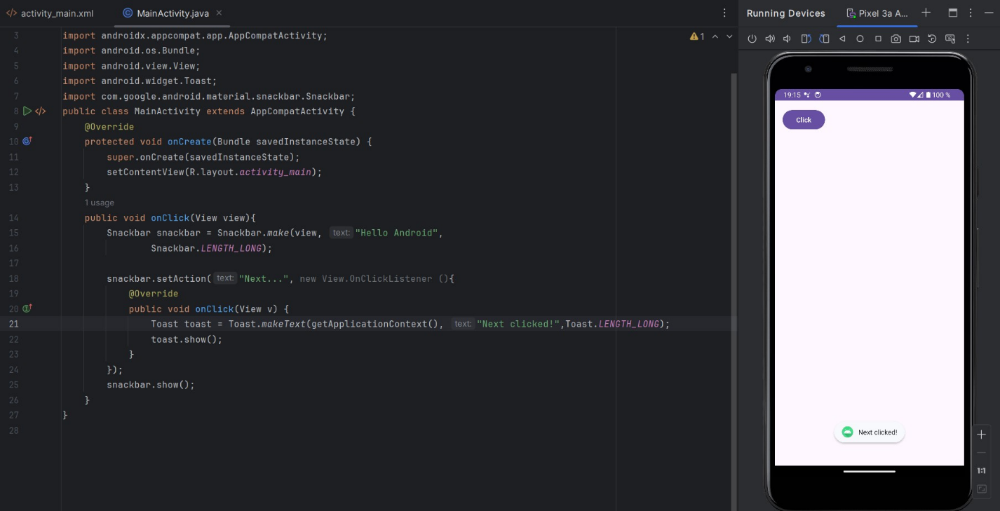 activity_main.xml
MainActivity.java
Running Devices
Pixel 3a A...
1
3 import androidx.appcompat.app.AppCompatActivity;
4 import android.os.Bundle;
5 import android.view.View;
6 import android.widget.Toast;
7 import com.google.android.material.snackbar.Snackbar;
8 public class MainActivity extends AppCompatActivity {
9 @Override
10 protected void onCreate(Bundle savedInstanceState) {
11 super.onCreate(savedInstanceState);
12 setContentView(R.layout.activity_main);
13 }
1 usage
14 public void onClick(View view){
15 Snackbar snackbar = Snackbar.make(view, text: "Hello Android",
16 Snackbar.LENGTH_LONG);
17
18 snackbar.setAction( text: "Next...", new View.OnClickListener (){
19 @Override
20 public void onClick(View v) {
21 Toast toast = Toast.makeText(getApplicationContext(), text: "Next clicked!",Toast.LENGTH_LONG);
22 toast.show();
23 }
24 });
25 snackbar.show();
26 }
27 }
28
19:15
100 %
Click
Next clicked!
1:1